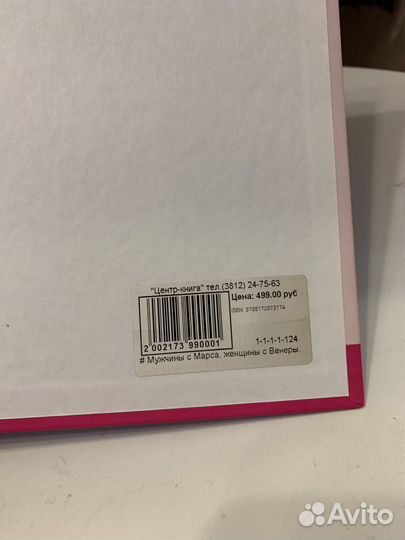 "Центр-книга" тел.(3812) 24-75-63
Цена: 499.00 руб
ISBN: 9785170973774
2 002173 990001
1-1-1-1-124
# Мужчины с Марса, женщины с Венеры.
Avito